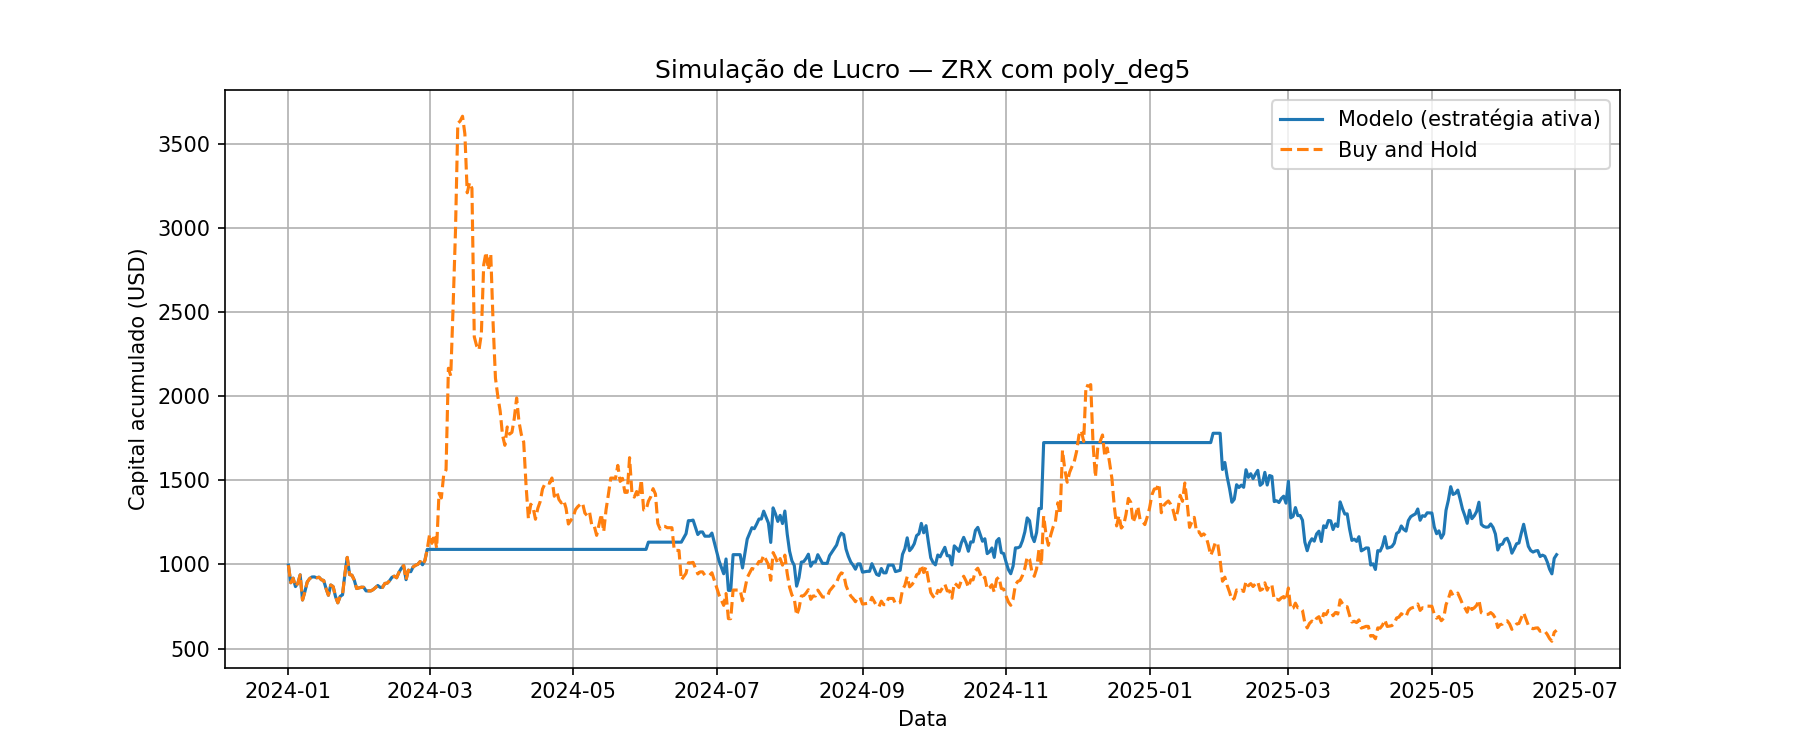 Simulação de Lucro — ZRX com poly_deg5
Modelo (estratégia ativa)
Buy and Hold
Capital acumulado (USD)
3500
3000
2500
2000
1500
1000
500
2024-01 2024-03 2024-05 2024-07 2024-09 2024-11 2025-01 2025-03 2025-05 2025-07
Data